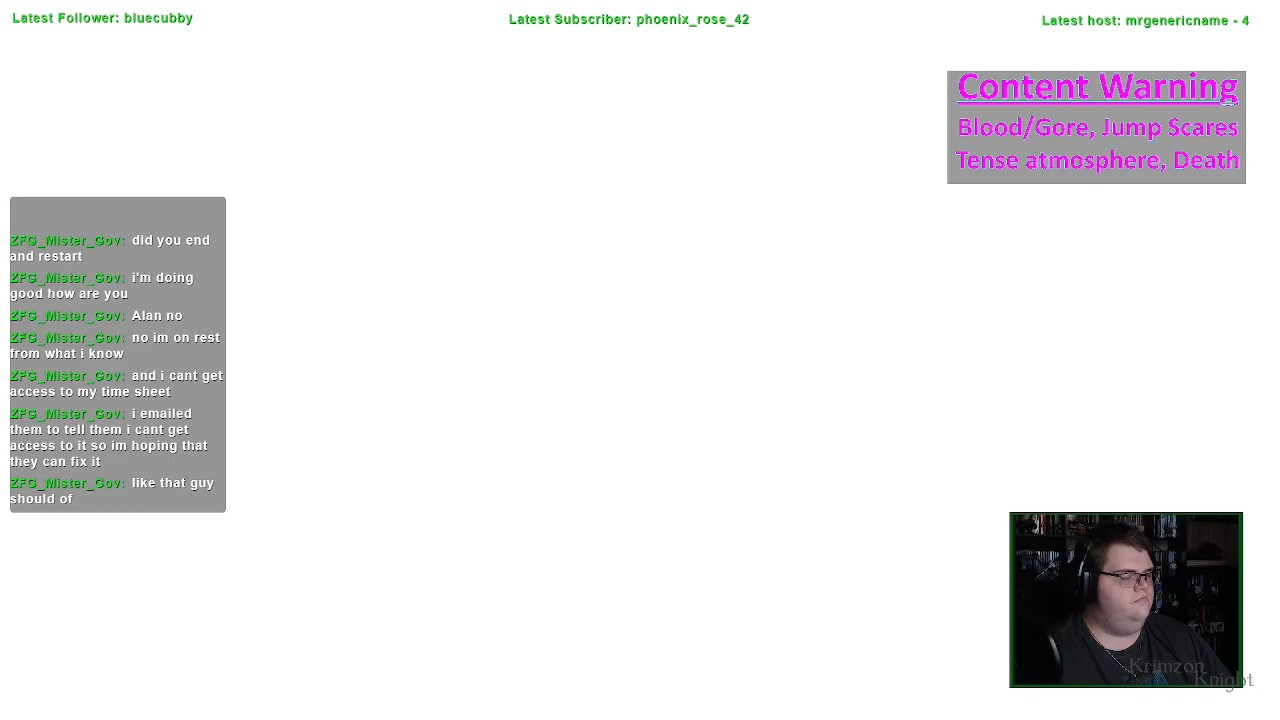 Latest Follower: bluecubby
Latest Subscriber: phoenix_rose_42
Latest host: mrgenericname - 4
Content Warning
Blood/Gore, Jump Scares
Tense atmosphere, Death
ZFG_Mister_Gov: did you end
and restart
ZFG_Mister_Gov: i'm doing
good how are you
ZFG_Mister_Gov: Alan no
ZFG_Mister_Gov: no im on rest
from what i know
ZFG_Mister_Gov: and i cant get
access to my time sheet
ZFG_Mister_Gov: i emailed
them to tell them i cant get
access to it so im hoping that
they can fix it
ZFG_Mister_Gov: like that guy
should of
Krimzon
Knight